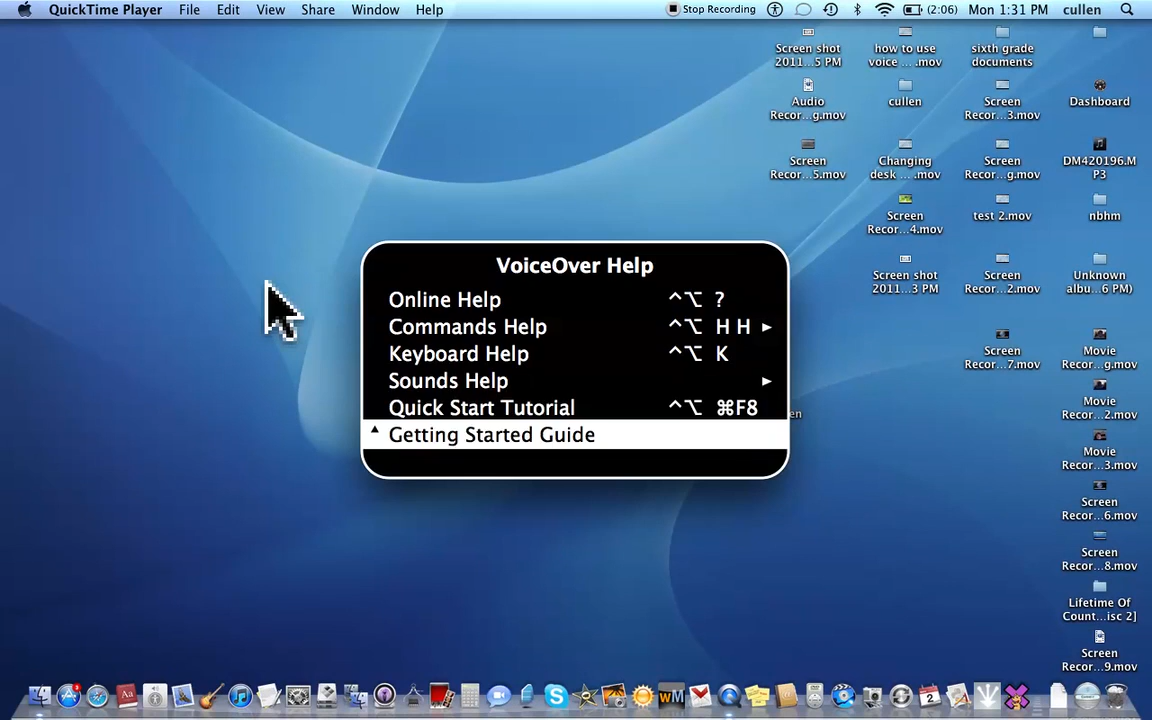 QuickTime Player File Edit View Share Window Help Stop Recording (2:06) Mon 1:31 PM cullen
Screen shot
2011...5 PM
how to use
voice ... .mov
sixth grade
documents
Audio
Recor...g.mov
cullen
Screen
Recor...3.mov
Dashboard
Screen
Recor...5.mov
Changing
desk ... .mov
Screen
Recor...g.mov
DM420196.M
P3
Screen
Recor...4.mov
test 2.mov
nbhm
Screen shot
2011...3 PM
Screen
Recor...2.mov
Unknown
albu...6 PM)
Screen
Recor...7.mov
Movie
Recor...g.mov
Movie
Recor...2.mov
Movie
Recor...3.mov
Screen
Recor...6.mov
Screen
Recor...8.mov
Lifetime Of
Count...isc 2]
Screen
Recor...9.mov
VoiceOver Help
Online Help ^⌥ ?
Commands Help ^⌥ H H ▸
Keyboard Help ^⌥ K
Sounds Help ▸
Quick Start Tutorial ^⌥ ⌘F8
Getting Started Guide
en
wM
2